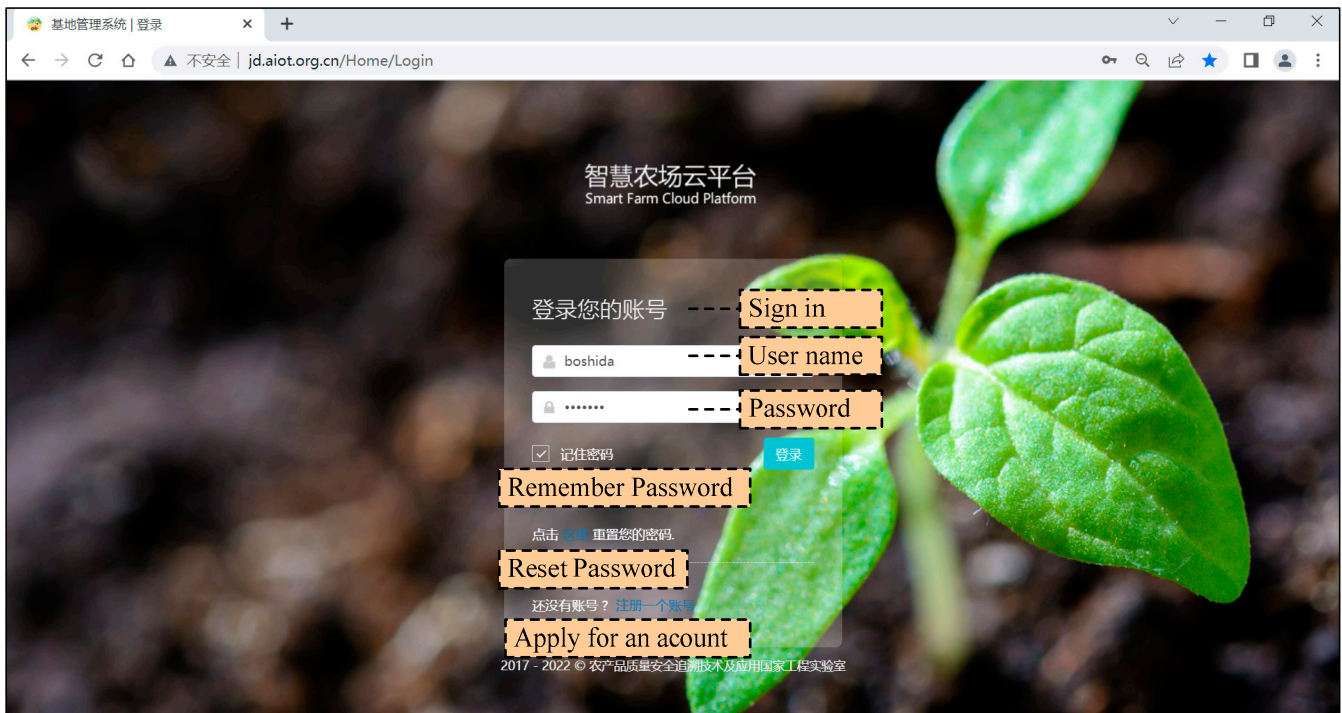 基地管理系统 | 登录
不安全 | jd.aiot.org.cn/Home/Login
智慧农场云平台
Smart Farm Cloud Platform
登录您的账号
Sign in
boshida
User name
•••••••
Password
记住密码
登录
Remember Password
点击 这里 重置您的密码.
Reset Password
还没有账号？ 注册一个账号
Apply for an acount
2017 - 2022 © 农产品质量安全追溯技术及应用国家工程实验室